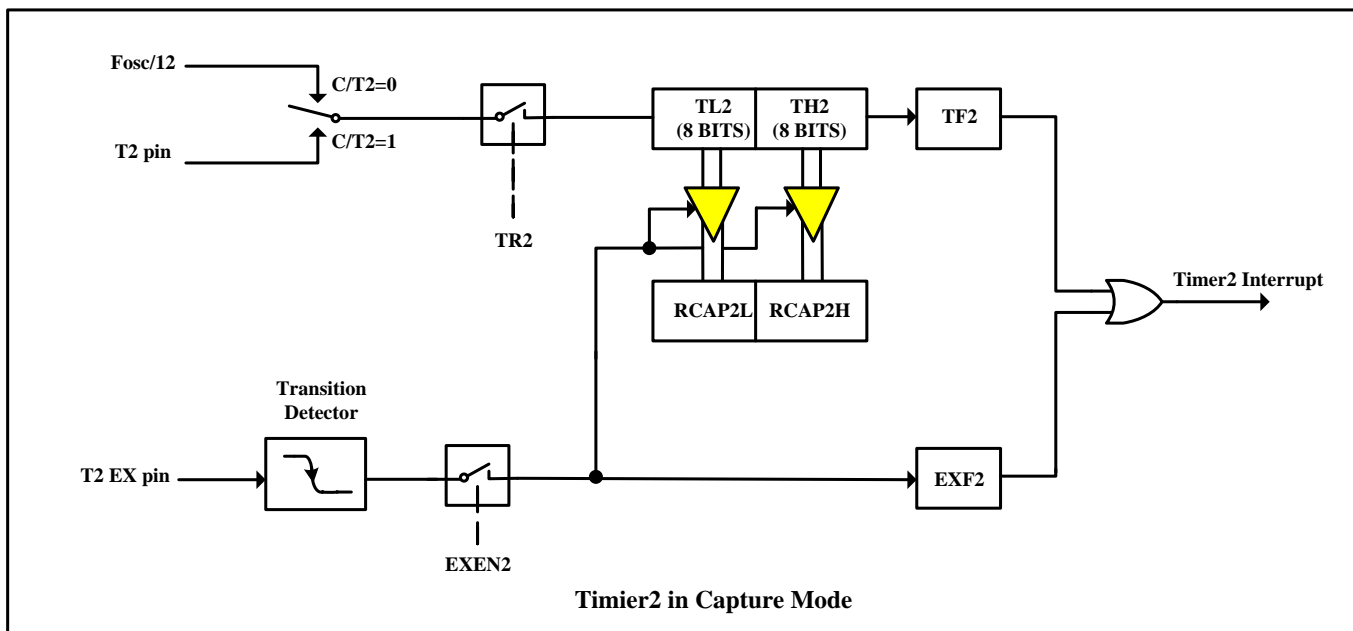 Fosc/12
C/T2=0
C/T2=1
T2 pin
TR2
TL2
(8 BITS)
TH2
(8 BITS)
TF2
RCAP2L
RCAP2H
Timer2 Interrupt
Transition
Detector
T2 EX pin
EXEN2
EXF2
Timier2 in Capture Mode